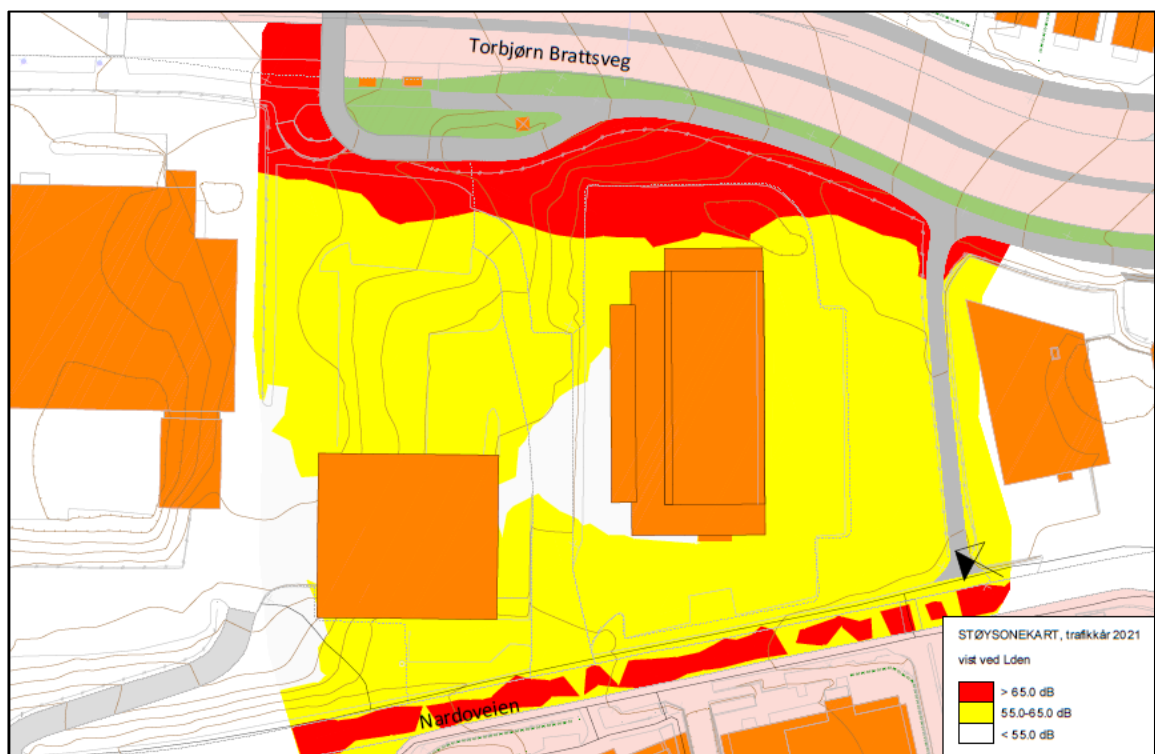 Torbjørn Brattsveg
Nardoveien
STØYSONEKART, trafikkår 2021
vist ved Lden
> 65.0 dB
55.0-65.0 dB
< 55.0 dB